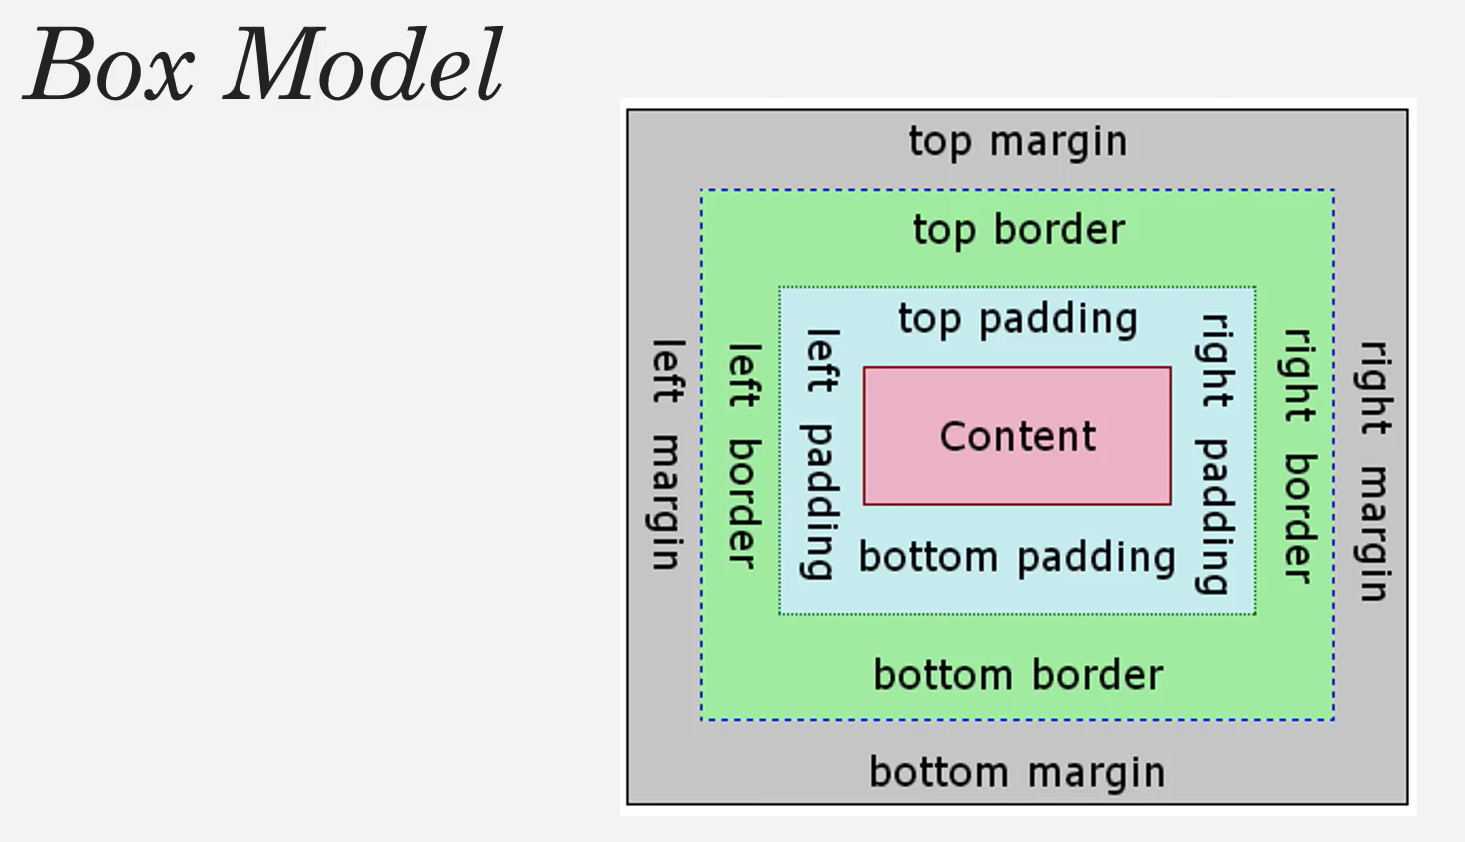 Box Model
top margin
top border
top padding
left margin
left border
left padding
Content
right padding
right border
right margin
bottom padding
bottom border
bottom margin